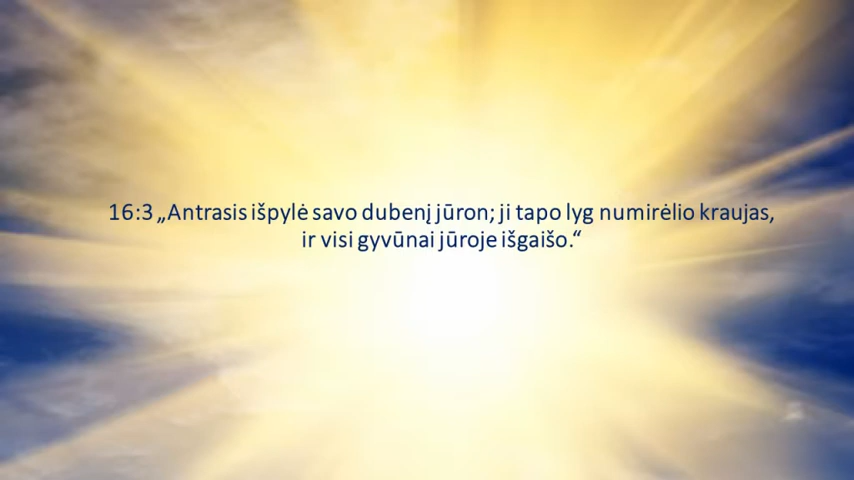 16:3 „Antrasis išpylė savo dubenį jūron; ji tapo lyg numirėlio kraujas,
ir visi gyvūnai jūroje išgaišo.“